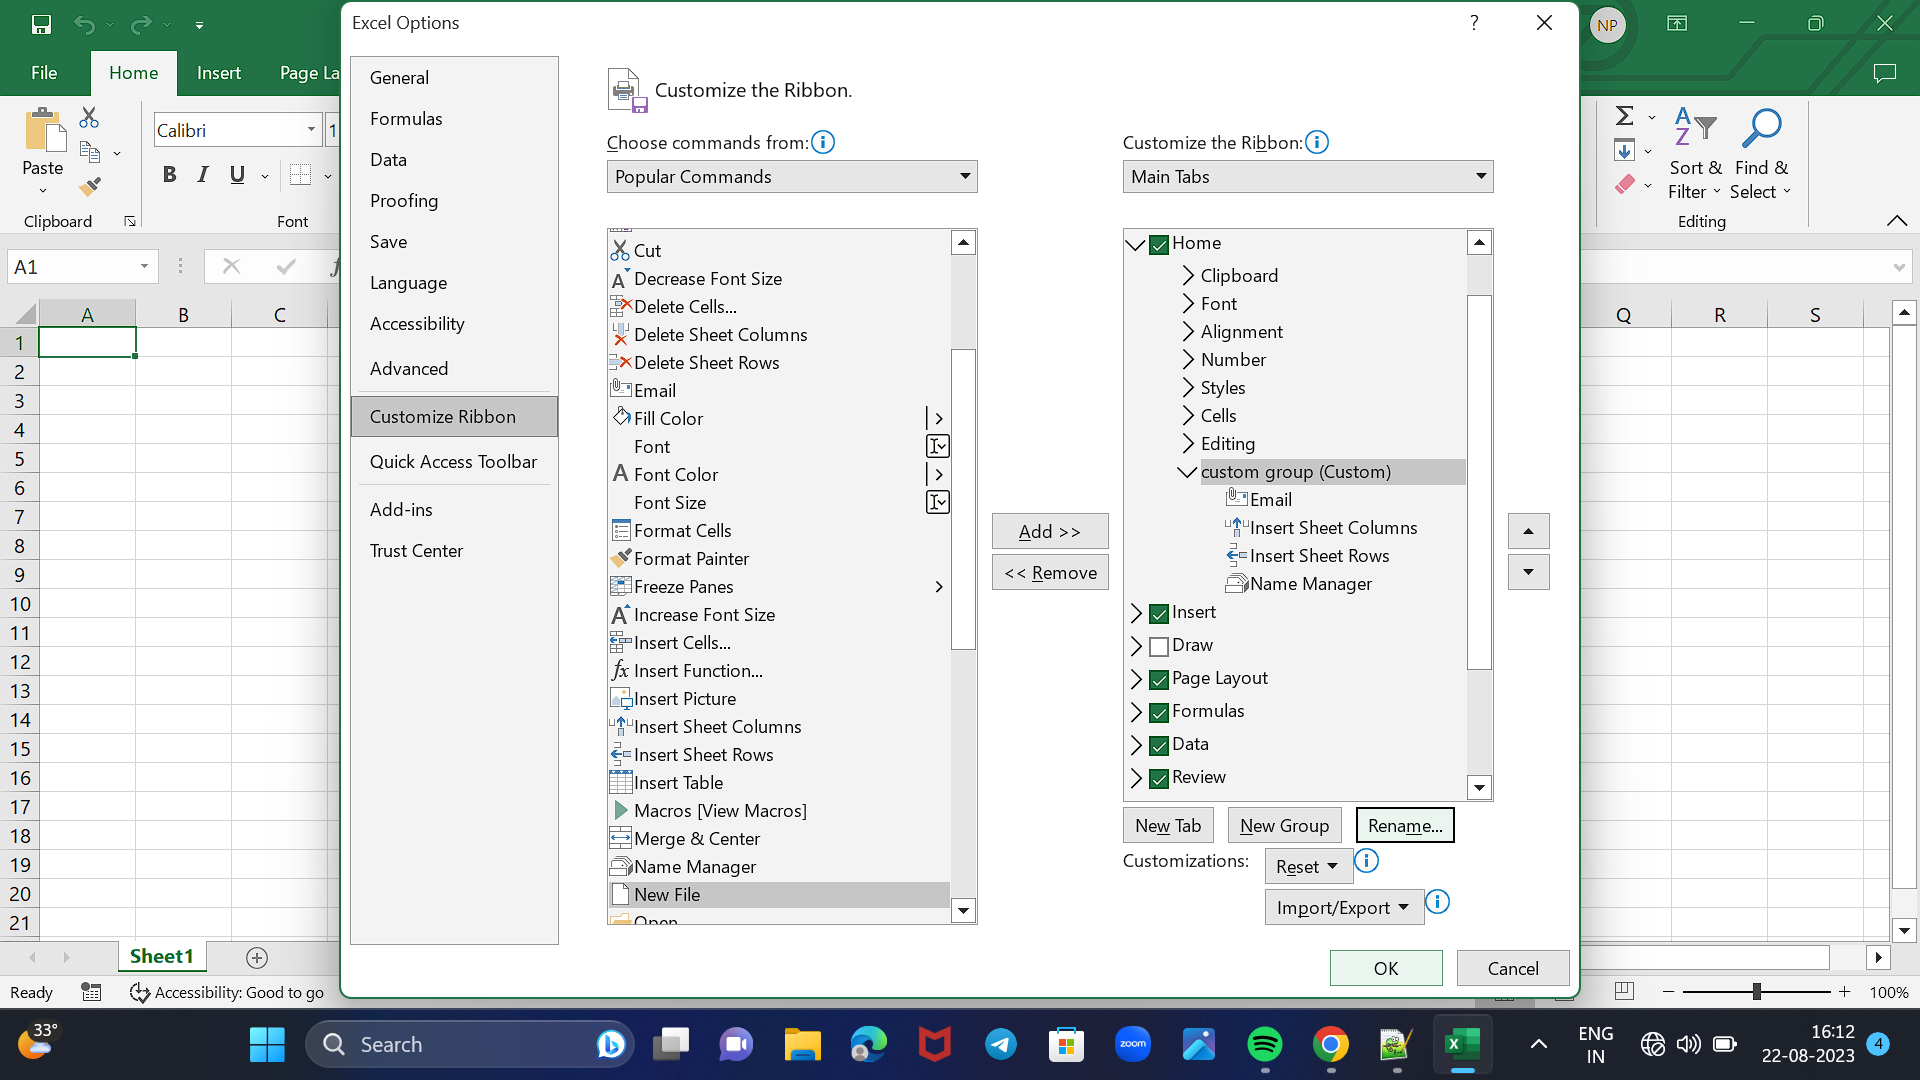 Excel Options
?
NP
File
Home
Insert
Page La
Paste
Clipboard
Calibri
1
B I U
Font
Sort &
Filter
Find &
Select
Editing
A1
A
B
C
Q
R
S
1
2
3
4
5
6
7
8
9
10
11
12
13
14
15
16
17
18
19
20
21
General
Formulas
Data
Proofing
Save
Language
Accessibility
Advanced
Customize Ribbon
Quick Access Toolbar
Add-ins
Trust Center
Customize the Ribbon.
Choose commands from:
Popular Commands
Cut
Decrease Font Size
Delete Cells...
Delete Sheet Columns
Delete Sheet Rows
Email
Fill Color
Font
Font Color
Font Size
Format Cells
Format Painter
Freeze Panes
Increase Font Size
Insert Cells...
Insert Function...
Insert Picture
Insert Sheet Columns
Insert Sheet Rows
Insert Table
Macros [View Macros]
Merge & Center
Name Manager
New File
Open
Add >>
<< Remove
Customize the Ribbon:
Main Tabs
Home
Clipboard
Font
Alignment
Number
Styles
Cells
Editing
custom group (Custom)
Email
Insert Sheet Columns
Insert Sheet Rows
Name Manager
Insert
Draw
Page Layout
Formulas
Data
Review
New Tab
New Group
Rename...
Customizations:
Reset
Import/Export
OK
Cancel
Sheet1
Ready
Accessibility: Good to go
100%
33°
Search
zoom
ENG
IN
16:12
22-08-2023
4